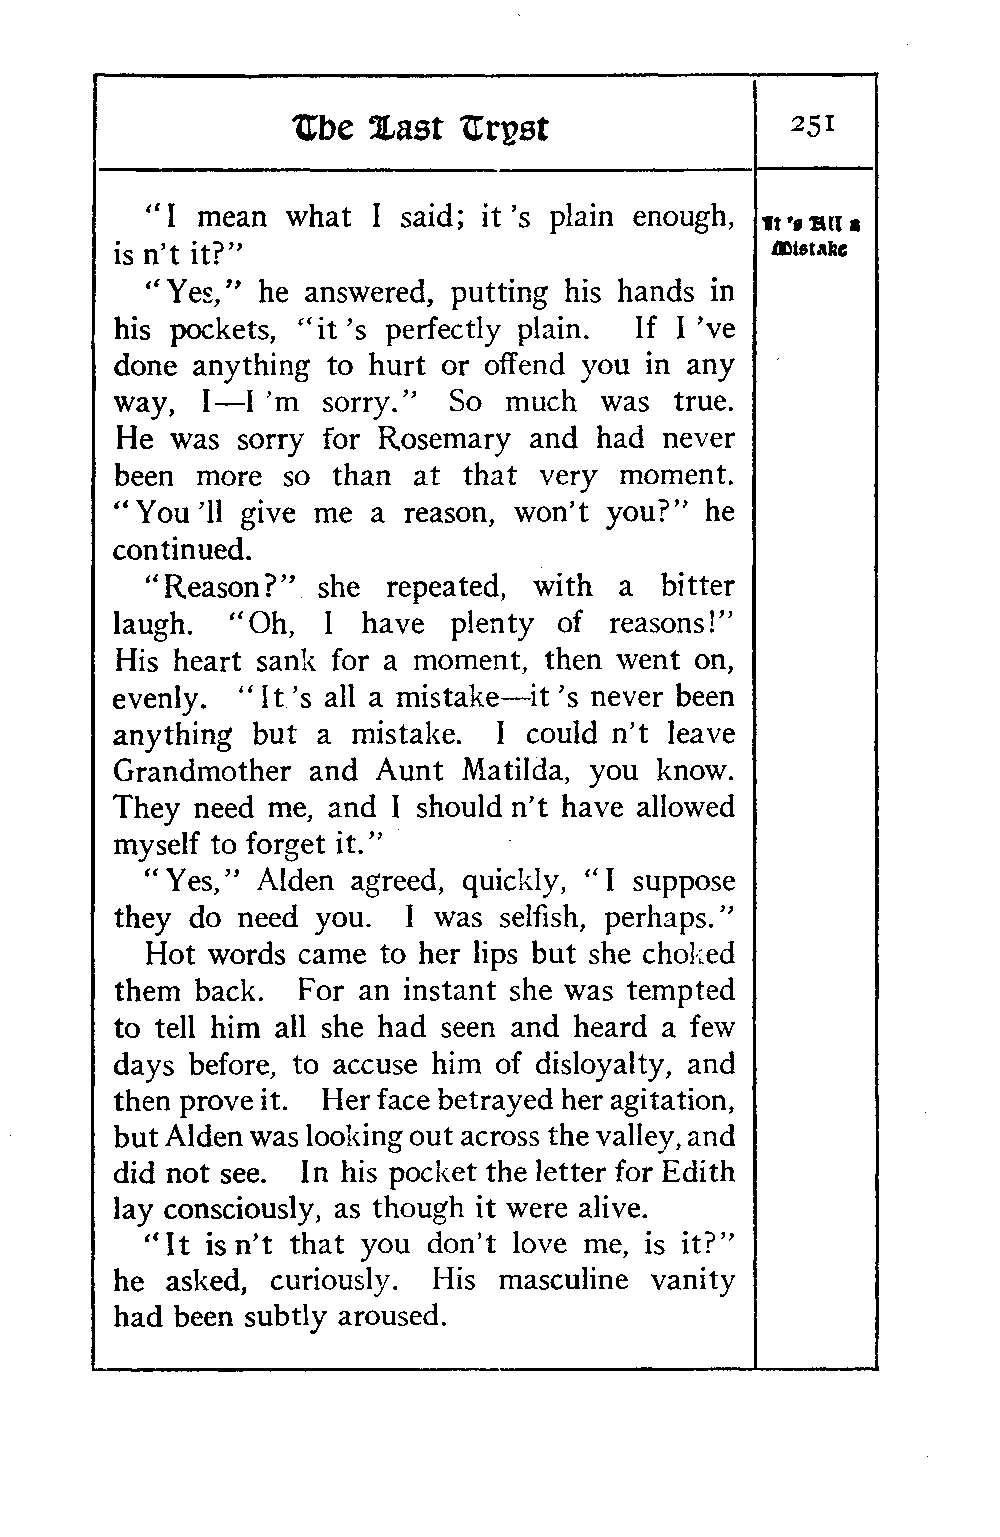 The Last Tryst
251
It 's All a
Mistake
"I mean what I said; it 's plain enough,
is n't it?"
"Yes," he answered, putting his hands in
his pockets, "it 's perfectly plain. If I 've
done anything to hurt or offend you in any
way, I—I 'm sorry." So much was true.
He was sorry for Rosemary and had never
been more so than at that very moment.
"You 'll give me a reason, won't you?" he
continued.
"Reason?" she repeated, with a bitter
laugh. "Oh, I have plenty of reasons!"
His heart sank for a moment, then went on,
evenly. "It 's all a mistake—it 's never been
anything but a mistake. I could n't leave
Grandmother and Aunt Matilda, you know.
They need me, and I should n't have allowed
myself to forget it."
"Yes," Alden agreed, quickly, "I suppose
they do need you. I was selfish, perhaps."
Hot words came to her lips but she choked
them back. For an instant she was tempted
to tell him all she had seen and heard a few
days before, to accuse him of disloyalty, and
then prove it. Her face betrayed her agitation,
but Alden was looking out across the valley, and
did not see. In his pocket the letter for Edith
lay consciously, as though it were alive.
"It is n't that you don't love me, is it?"
he asked, curiously. His masculine vanity
had been subtly aroused.